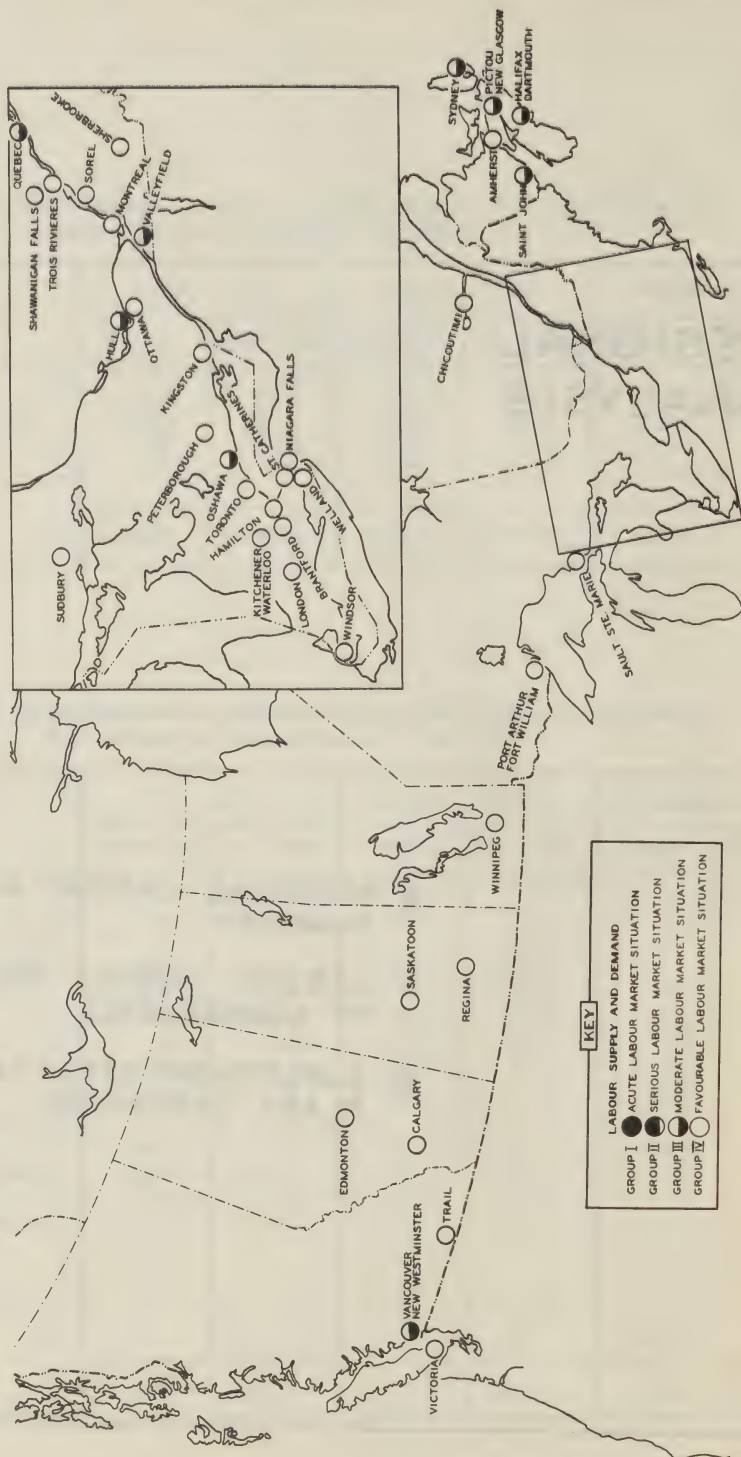 QUEBEC
SHAWANIGAN FALLS
TROIS RIVIERES
SHERBROOKE
SOREL
MONTREAL
VALLEYFIELD
HULL
OTTAWA
KINGSTON
PETERBOROUGH
OSHAWA
TORONTO
HAMILTON
ST. CATHERINES
NIAGARA FALLS
WELLAND
BRANTFORD
KITCHENER
WATERLOO
LONDON
WINDSOR
SUDBURY
SYDNEY
PICTOU
NEW GLASGOW
HALIFAX
DARTMOUTH
AMHERST
SAINT JOHN
CHICOUTIMI
SAULT STE. MARIE
PORT ARTHUR
FORT WILLIAM
WINNIPEG
SASKATOON
REGINA
EDMONTON
CALGARY
TRAIL
VANCOUVER
NEW WESTMINSTER
VICTORIA
KEY
LABOUR SUPPLY AND DEMAND
GROUP I ACUTE LABOUR MARKET SITUATION
GROUP II SERIOUS LABOUR MARKET SITUATION
GROUP III MODERATE LABOUR MARKET SITUATION
GROUP IV FAVOURABLE LABOUR MARKET SITUATION